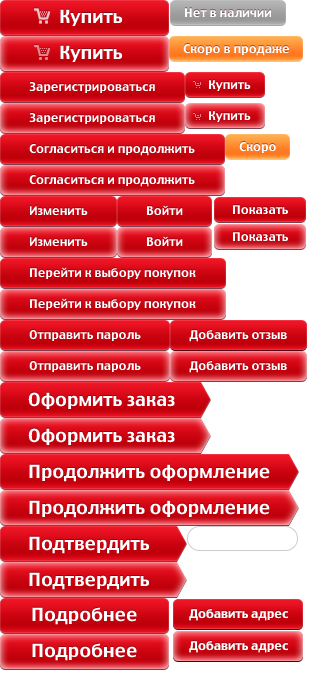 Купить Нет в наличии
Купить Скоро в продаже
Зарегистрироваться Купить
Зарегистрироваться Купить
Согласиться и продолжить Скоро
Согласиться и продолжить
Изменить Войти Показать
Изменить Войти Показать
Перейти к выбору покупок
Перейти к выбору покупок
Отправить пароль Добавить отзыв
Отправить пароль Добавить отзыв
Оформить заказ
Оформить заказ
Продолжить оформление
Продолжить оформление
Подтвердить
Подтвердить
Подробнее Добавить адрес
Подробнее Добавить адрес